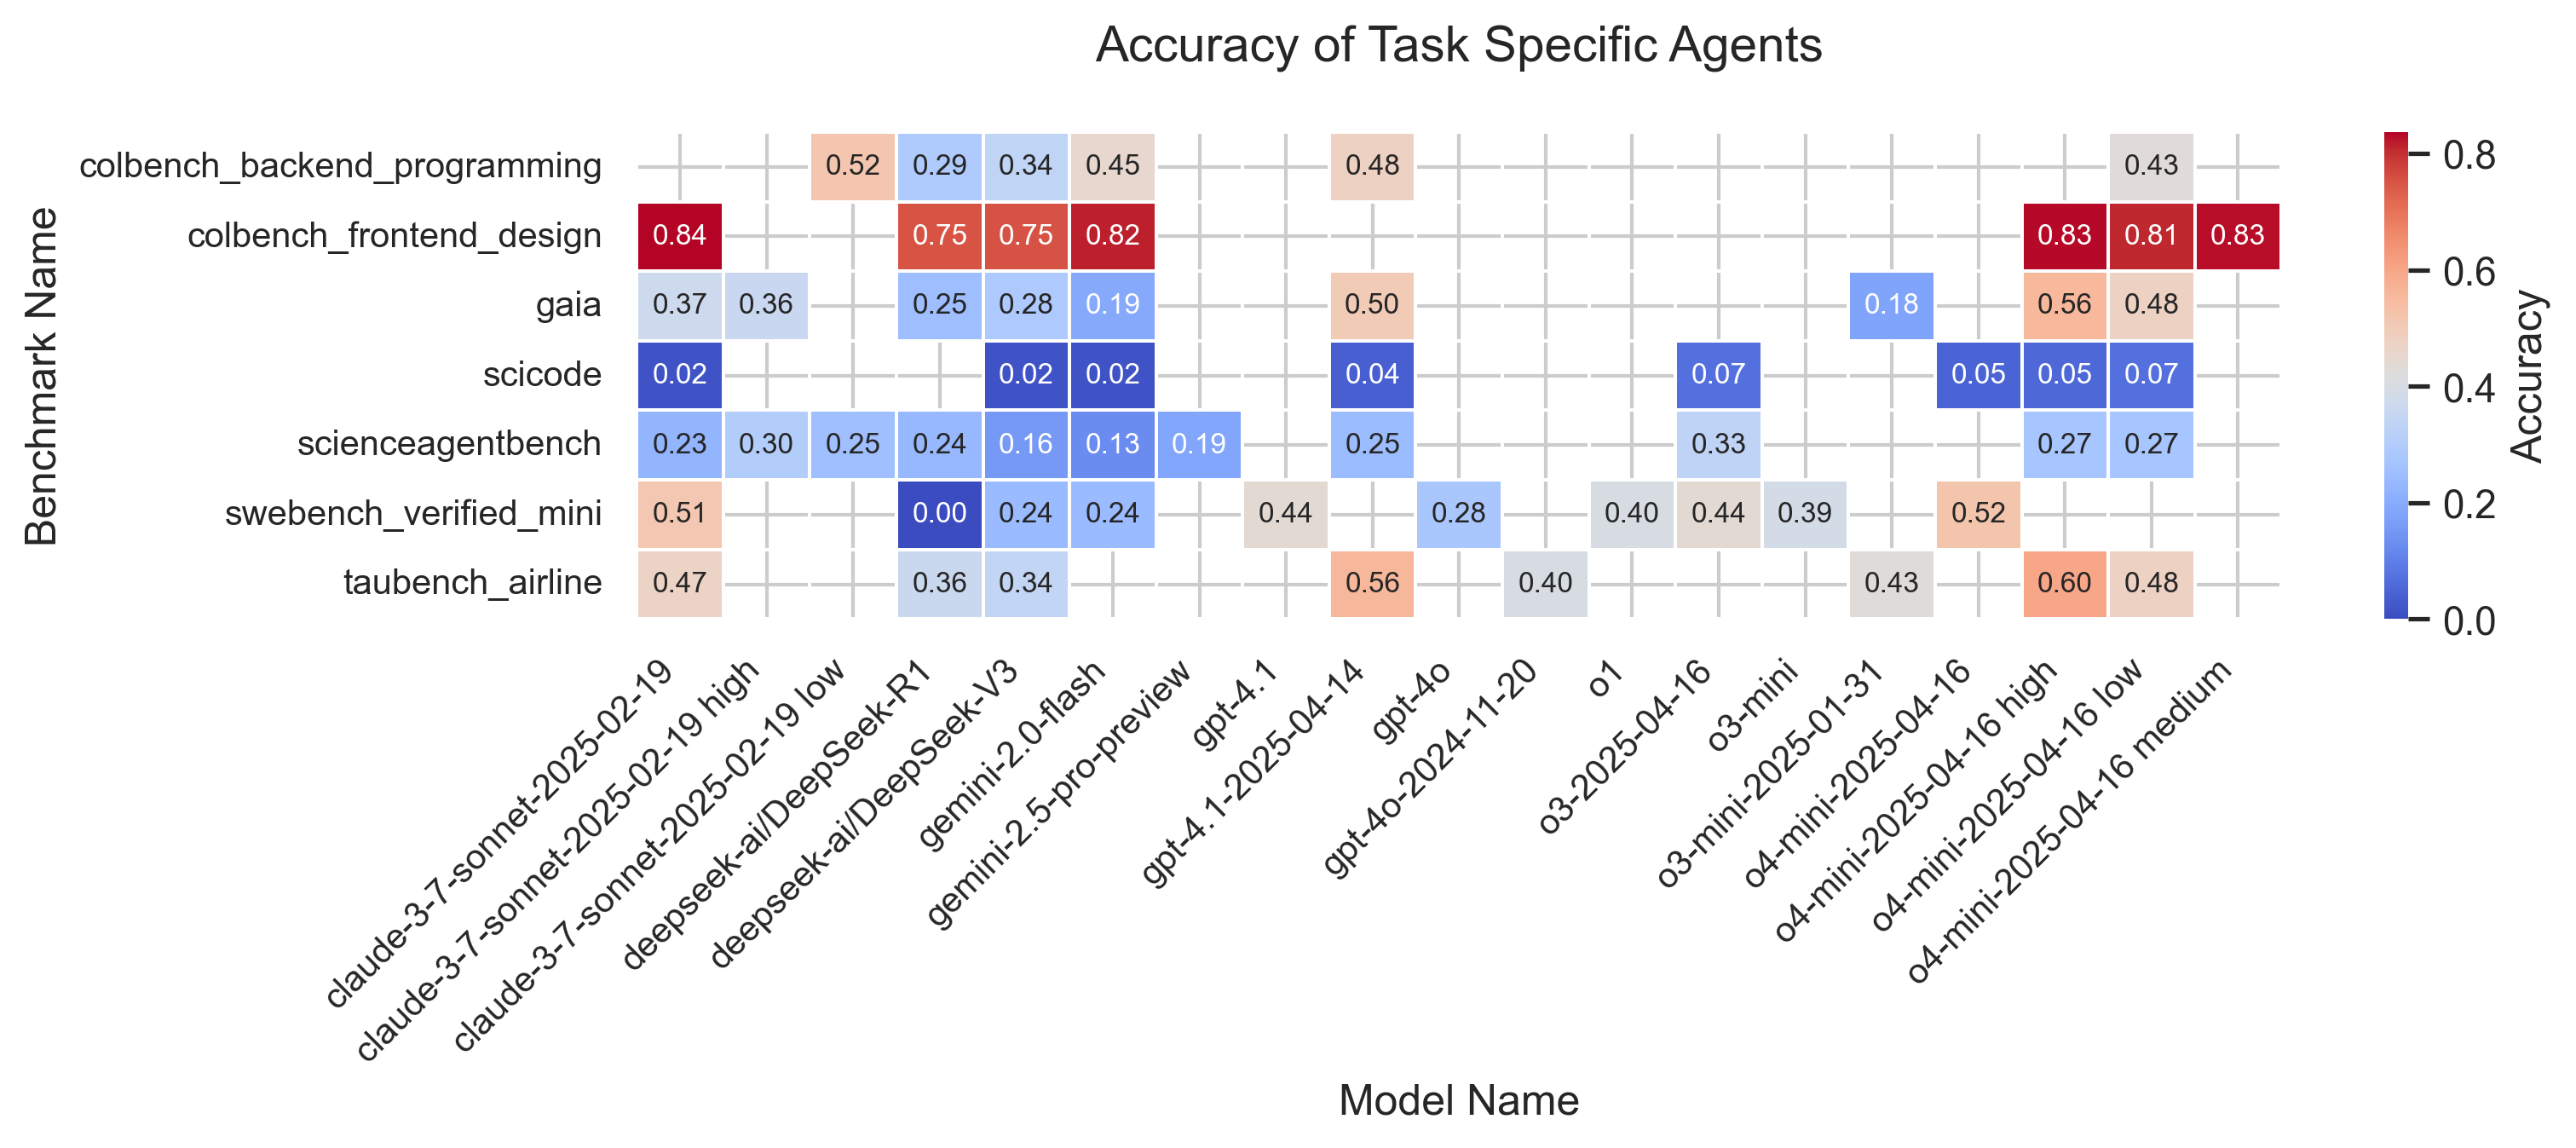 Accuracy of Task Specific Agents
Benchmark Name
colbench_backend_programming 0.52 0.29 0.34 0.45 0.48 0.43
colbench_frontend_design 0.84 0.75 0.75 0.82 0.83 0.81 0.83
gaia 0.37 0.36 0.25 0.28 0.19 0.50 0.18 0.56 0.48
scicode 0.02 0.02 0.02 0.04 0.07 0.05 0.05 0.07
scienceagentbench 0.23 0.30 0.25 0.24 0.16 0.13 0.19 0.25 0.33 0.27 0.27
swebench_verified_mini 0.51 0.00 0.24 0.24 0.44 0.28 0.40 0.44 0.39 0.52
taubench_airline 0.47 0.36 0.34 0.56 0.40 0.43 0.60 0.48
claude-3-7-sonnet-2025-02-19
claude-3-7-sonnet-2025-02-19 high
claude-3-7-sonnet-2025-02-19 low
deepseek-ai/DeepSeek-R1
deepseek-ai/DeepSeek-V3
gemini-2.0-flash
gemini-2.5-pro-preview
gpt-4.1
gpt-4.1-2025-04-14
gpt-4o
gpt-4o-2024-11-20
o1
o3-2025-04-16
o3-mini
o3-mini-2025-01-31
o4-mini-2025-04-16
o4-mini-2025-04-16 high
o4-mini-2025-04-16 low
o4-mini-2025-04-16 medium
Model Name
0.8
0.6
0.4
0.2
0.0
Accuracy